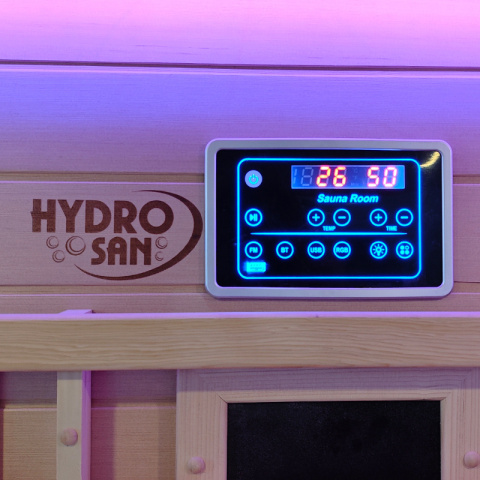 HYDRO
SAN
26 50
Sauna Room
TEMP TIME
FM BT USB RGB